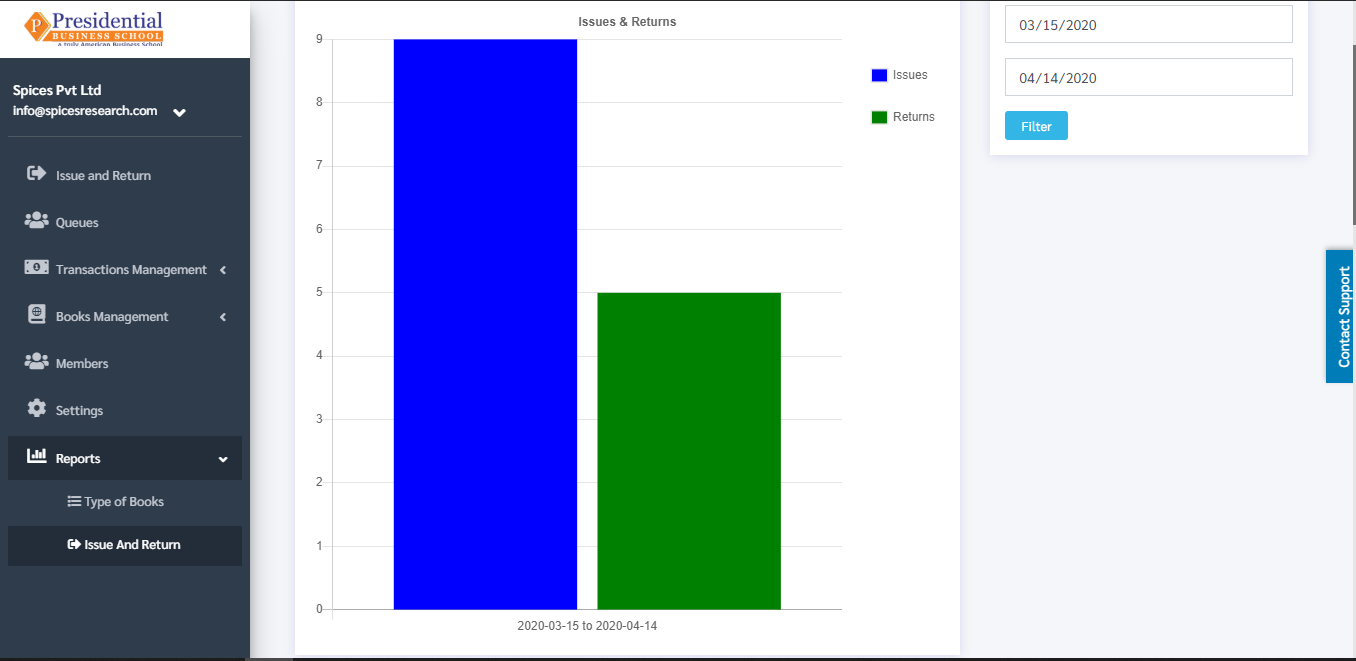 Presidential
BUSINESS SCHOOL
a truly American Business School
Spices Pvt Ltd
info@spicesresearch.com
Issue and Return
Queues
Transactions Management
Books Management
Members
Settings
Reports
Type of Books
Issue And Return
Issues & Returns
9
8
7
6
5
4
3
2
1
0
2020-03-15 to 2020-04-14
Issues
Returns
03/15/2020
04/14/2020
Filter
Contact Support